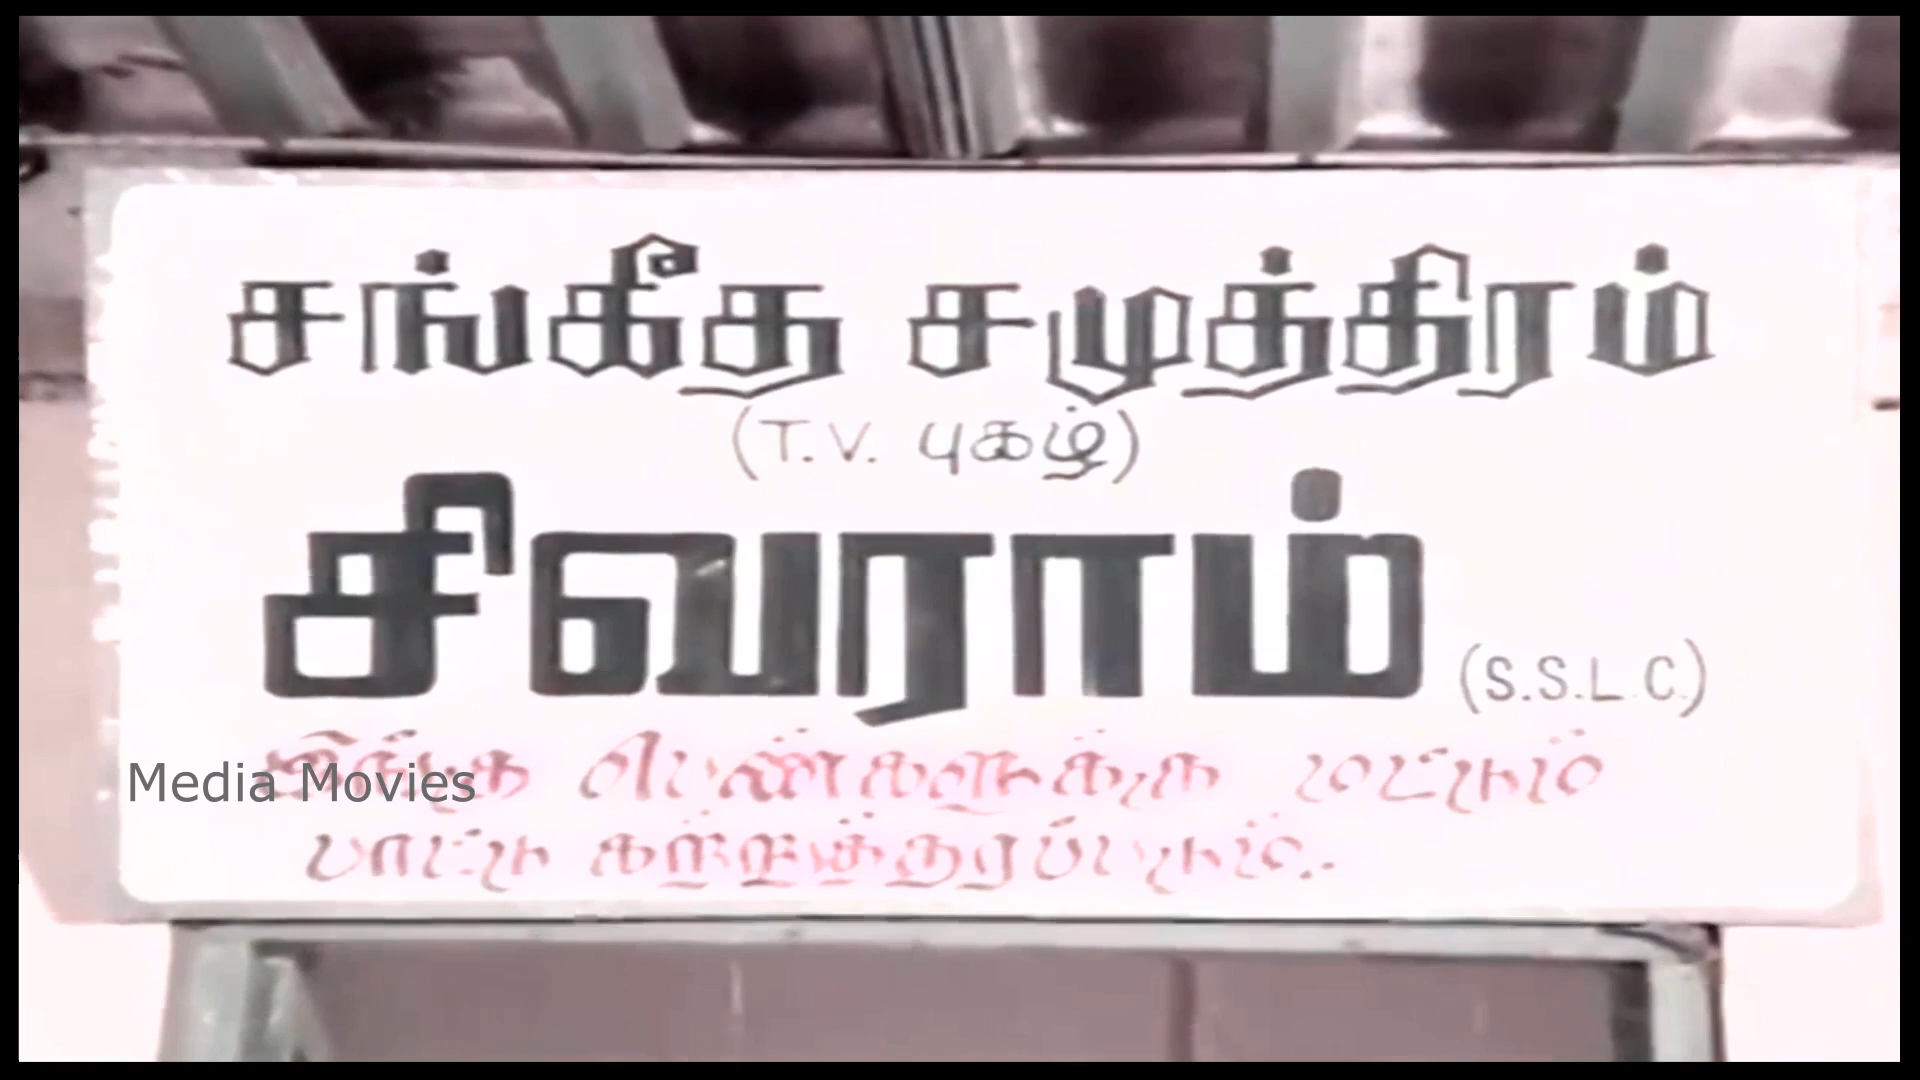 சங்கீத சமுத்திரம்
(T.V. புகழ்)
சிவராம்
(S.S.L.C.)
பெண்களுக்கு மட்டும்
Media Movies
பாட்டு கற்றுத்தரப்படும்.